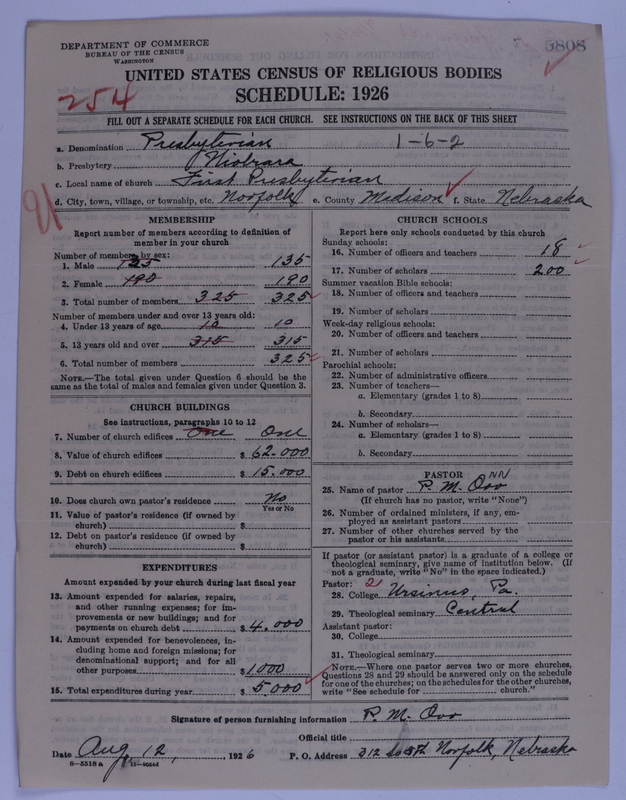 5808
DEPARTMENT OF COMMERCE
BUREAU OF THE CENSUS
WASHINGTON
UNITED STATES CENSUS OF RELIGIOUS BODIES
SCHEDULE: 1926
254
FILL OUT A SEPARATE SCHEDULE FOR EACH CHURCH. SEE INSTRUCTIONS ON THE BACK OF THIS SHEET
a. Denomination Presbyterian 1-6-2
b. Presbytery Niobrara
c. Local name of church First Presbyterian
d. City, town, village, or township, etc. Norfolk e. County Madison f. State Nebraska
MEMBERSHIP
Report number of members according to definition of member in your church
Number of members by sex:
1. Male 135 135
2. Female 190 190
3. Total number of members 325 325
Number of members under and over 13 years old:
4. Under 13 years of age 10 10
5. 13 years old and over 315 315
6. Total number of members 325
NOTE.—The total given under Question 6 should be the same as the total of males and females given under Question 3.
CHURCH BUILDINGS
See instructions, paragraphs 10 to 12
7. Number of church edifices One One
8. Value of church edifices $ 62.000
9. Debt on church edifices $ 15.000
10. Does church own pastor's residence No
Yes or No
11. Value of pastor's residence (if owned by church) $
12. Debt on pastor's residence (if owned by church) $
EXPENDITURES
Amount expended by your church during last fiscal year
13. Amount expended for salaries, repairs, and other running expenses; for improvements or new buildings; and for payments on church debt $ 4.000
14. Amount expended for benevolences, including home and foreign missions; for denominational support; and for all other purposes $ 1000
15. Total expenditures during year $ 5000
CHURCH SCHOOLS
Report here only schools conducted by this church
Sunday schools:
16. Number of officers and teachers 18
17. Number of scholars 200
Summer vacation Bible schools:
18. Number of officers and teachers
19. Number of scholars
Week-day religious schools:
20. Number of officers and teachers
21. Number of scholars
Parochial schools:
22. Number of administrative officers
23. Number of teachers—
a. Elementary (grades 1 to 8)
b. Secondary
24. Number of scholars—
a. Elementary (grades 1 to 8)
b. Secondary
PASTOR
25. Name of pastor P. M. Orr
(If church has no pastor, write "None")
26. Number of ordained ministers, if any, employed as assistant pastors
27. Number of other churches served by the pastor or his assistants
If pastor (or assistant pastor) is a graduate of a college or theological seminary, give name of institution below. (If not a graduate, write "No" in the space indicated.)
Pastor: 21
28. College Ursinus, Pa.
29. Theological seminary Central
Assistant pastor:
30. College
31. Theological seminary
NOTE.—Where one pastor serves two or more churches, Questions 28 and 29 should be answered only on the schedule for one of the churches; on the schedules for the other churches, write "See schedule for church."
Signature of person furnishing information P. M. Orr
Official title
Date Aug, 12, 1926 P. O. Address 312 So 5th Norfolk, Nebraska
8—5518a